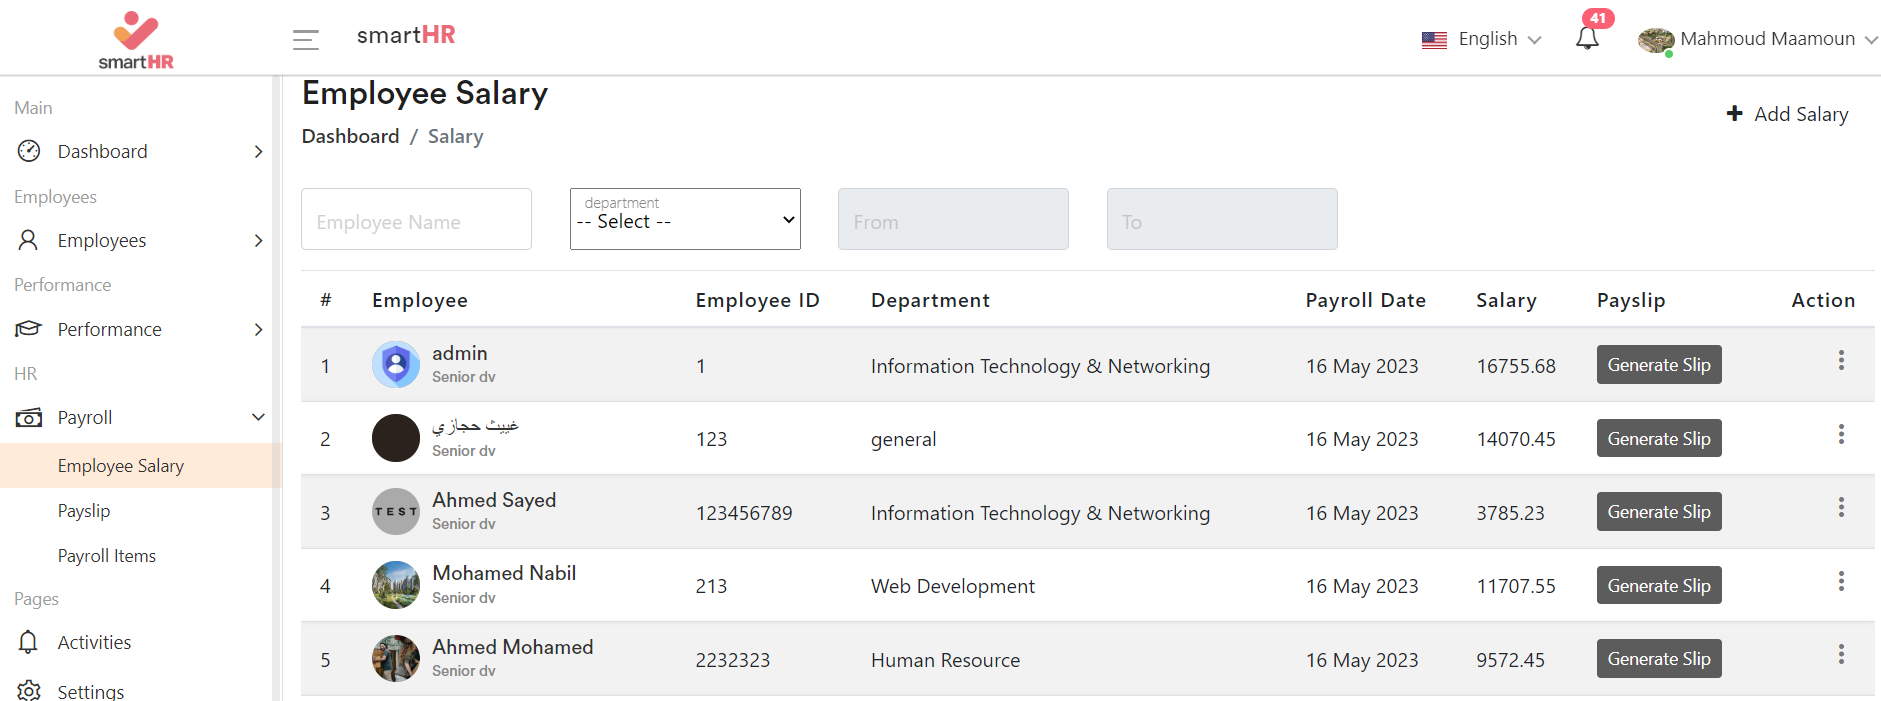 smartHR
smartHR
English
41
Mahmoud Maamoun
Main
Dashboard
Employees
Employees
Performance
Performance
HR
Payroll
Employee Salary
Payslip
Payroll Items
Pages
Activities
Settings
Employee Salary
Dashboard / Salary
+ Add Salary
Employee Name
department
-- Select --
From
To
# Employee Employee ID Department Payroll Date Salary Payslip Action
1 admin 1 Information Technology & Networking 16 May 2023 16755.68 Generate Slip
Senior dv
2 غييث حجازي 123 general 16 May 2023 14070.45 Generate Slip
Senior dv
3 TEST Ahmed Sayed 123456789 Information Technology & Networking 16 May 2023 3785.23 Generate Slip
Senior dv
4 Mohamed Nabil 213 Web Development 16 May 2023 11707.55 Generate Slip
Senior dv
5 Ahmed Mohamed 2232323 Human Resource 16 May 2023 9572.45 Generate Slip
Senior dv